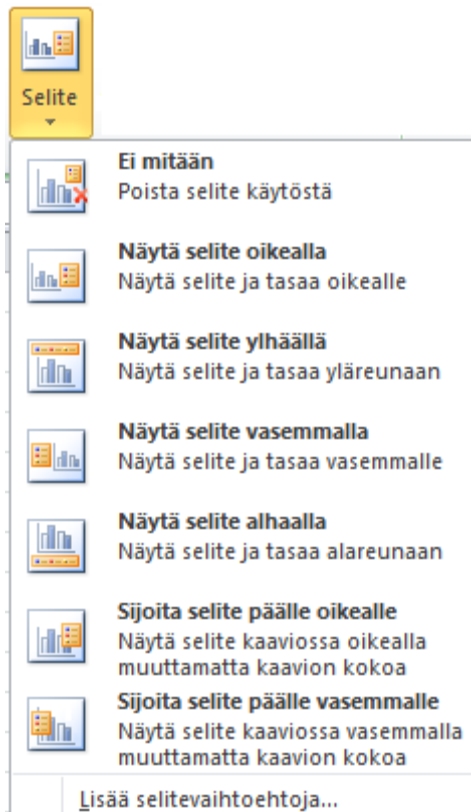 Selite
Ei mitään
Poista selite käytöstä
Näytä selite oikealla
Näytä selite ja tasaa oikealle
Näytä selite ylhäällä
Näytä selite ja tasaa yläreunaan
Näytä selite vasemmalla
Näytä selite ja tasaa vasemmalle
Näytä selite alhaalla
Näytä selite ja tasaa alareunaan
Sijoita selite päälle oikealle
Näytä selite kaaviossa oikealla
muuttamatta kaavion kokoa
Sijoita selite päälle vasemmalle
Näytä selite kaaviossa vasemmalla
muuttamatta kaavion kokoa
Lisää selitevaihtoehtoja...